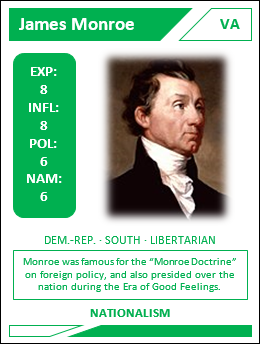 James Monroe
VA
EXP:
8
INFL:
8
POL:
6
NAM:
6
DEM.-REP. · SOUTH · LIBERTARIAN
Monroe was famous for the “Monroe Doctrine”
on foreign policy, and also presided over the
nation during the Era of Good Feelings.
NATIONALISM